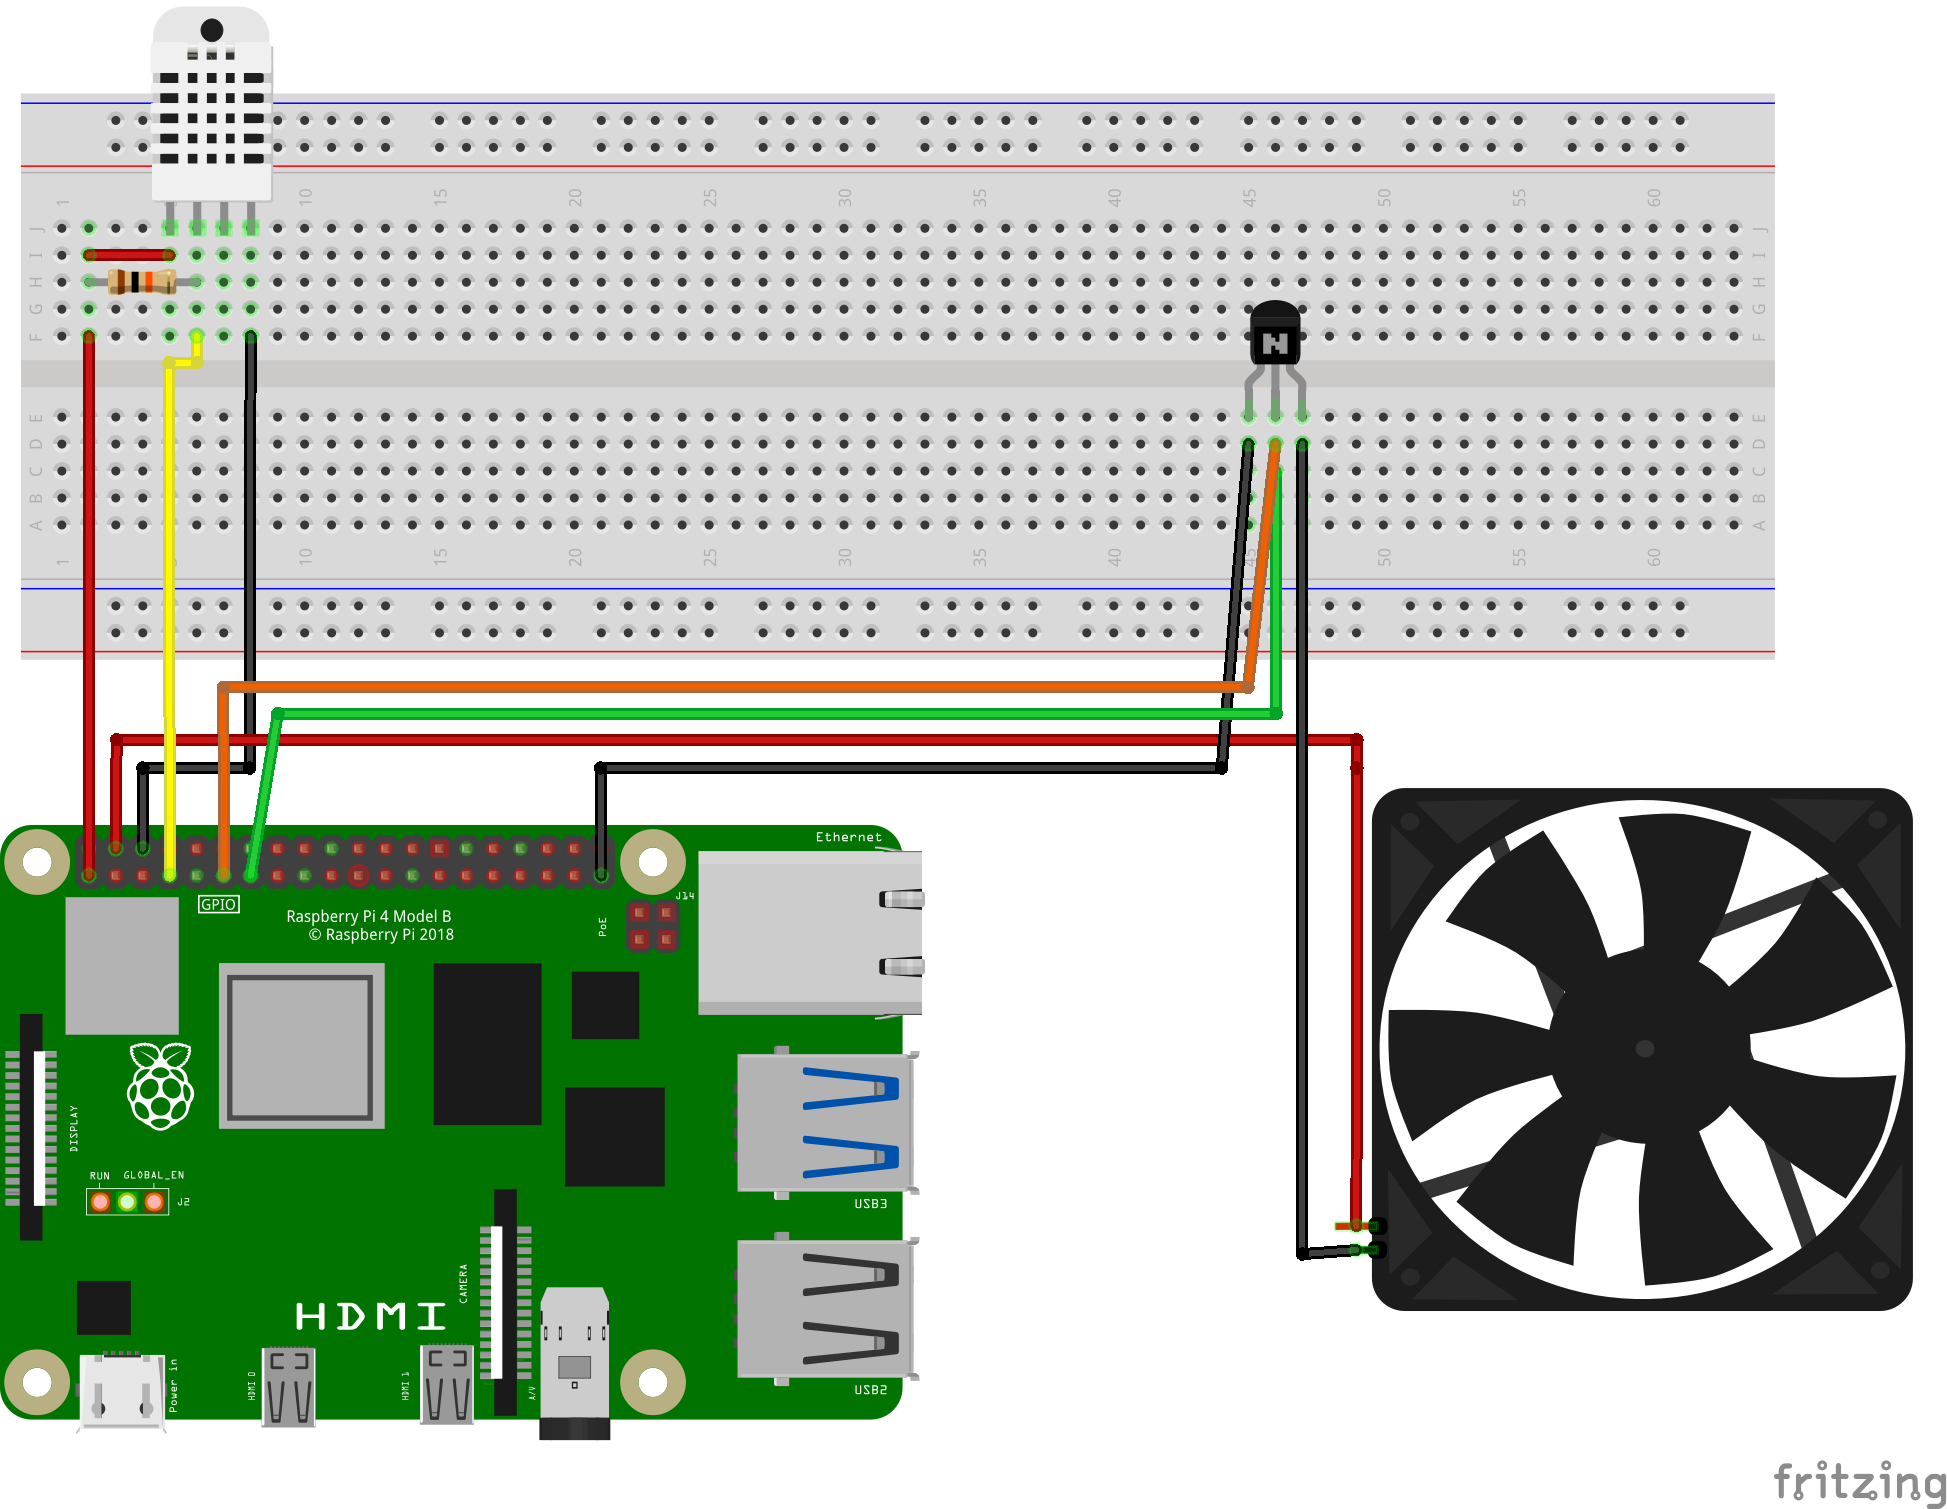 1 5 10 15 20 25 30 35 40 45 50 55 60
J J
I I
H H
G G
F F
N
E E
D D
C C
B B
A A
1 5 10 15 20 25 30 35 40 45 50 55 60
Ethernet
J14
GPIO
PoE
Raspberry Pi 4 Model B
© Raspberry Pi 2018
DISPLAY
RUN GLOBAL_EN
J2
USB3
CAMERA
HDMI
Power in
HDMI 0
HDMI 1
A/V
USB2
fritzing